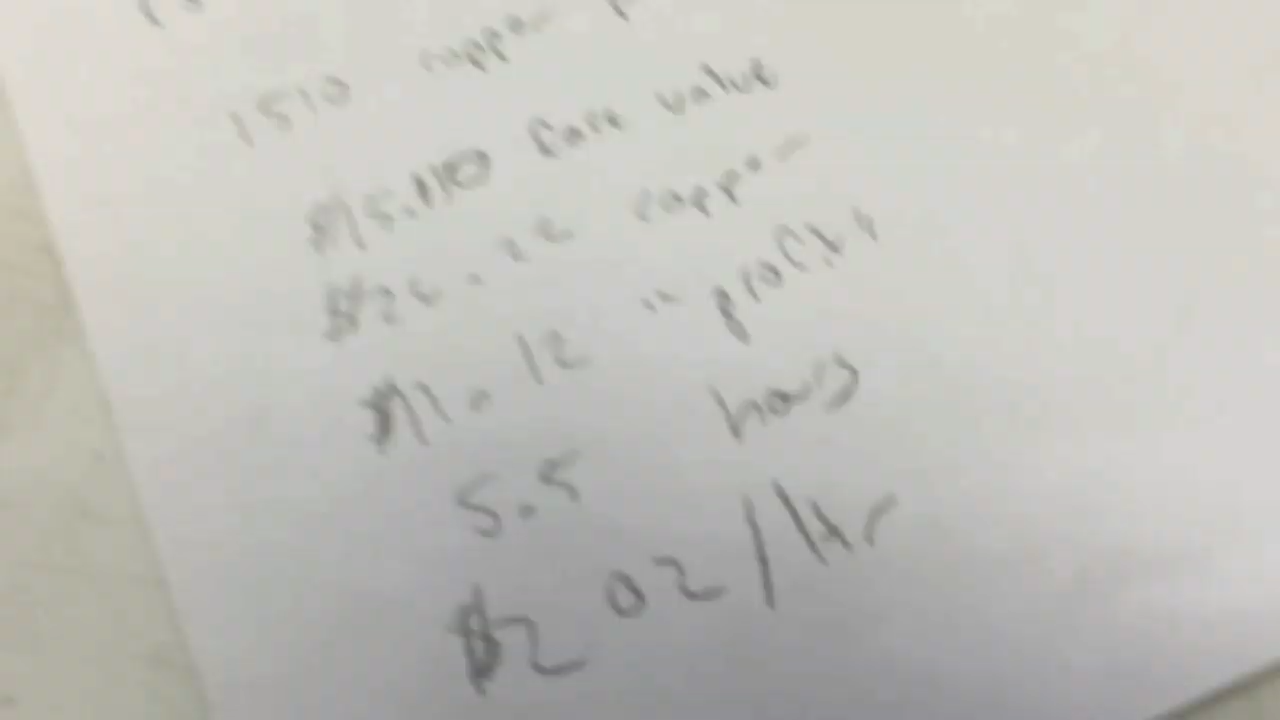 1510 copper
$15.10 face value
$26.22 copper
$11.12 in profit
5.5 hours
$2.02/Hr